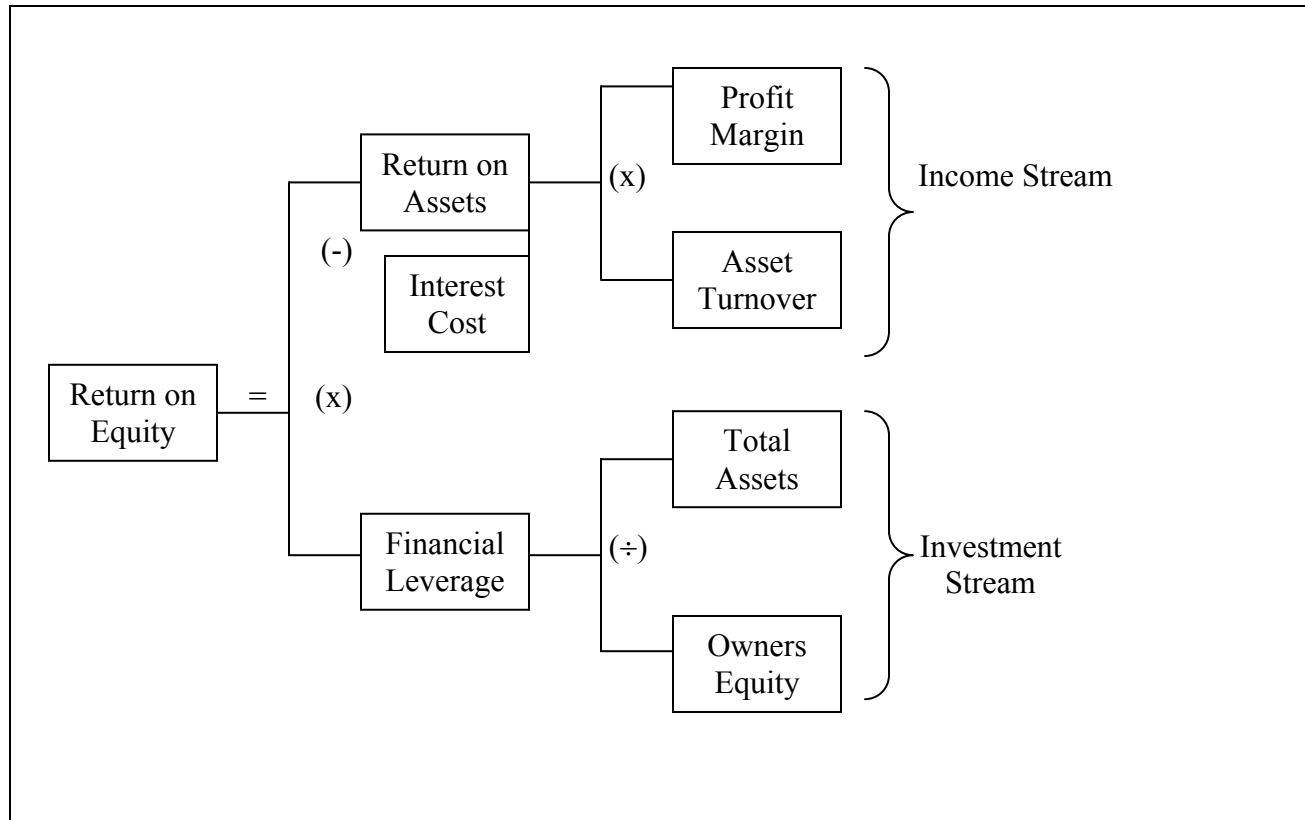 Profit
Margin
Return on
Assets
(x)
Income Stream
(-)
Interest
Cost
Asset
Turnover
Return on
Equity
=
(x)
Total
Assets
Financial
Leverage
(÷)
Investment
Stream
Owners
Equity